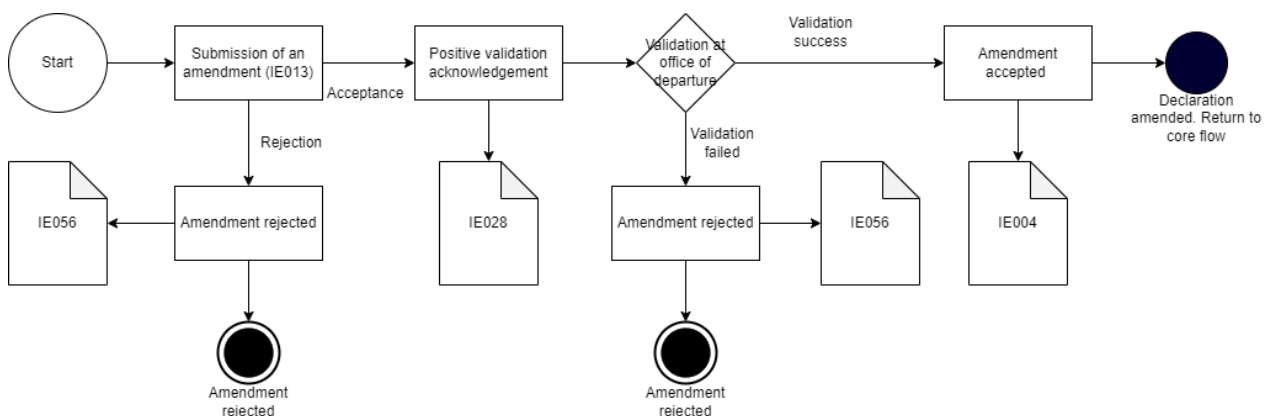 Start
Submission of an
amendment (IE013)
Acceptance
Positive validation
acknowledgement
Validation at
office of
departure
Validation
success
Amendment
accepted
Declaration
amended. Return to
core flow
Rejection
Validation
failed
IE056
Amendment rejected
IE028
Amendment rejected
IE056
IE004
Amendment
rejected
Amendment
rejected